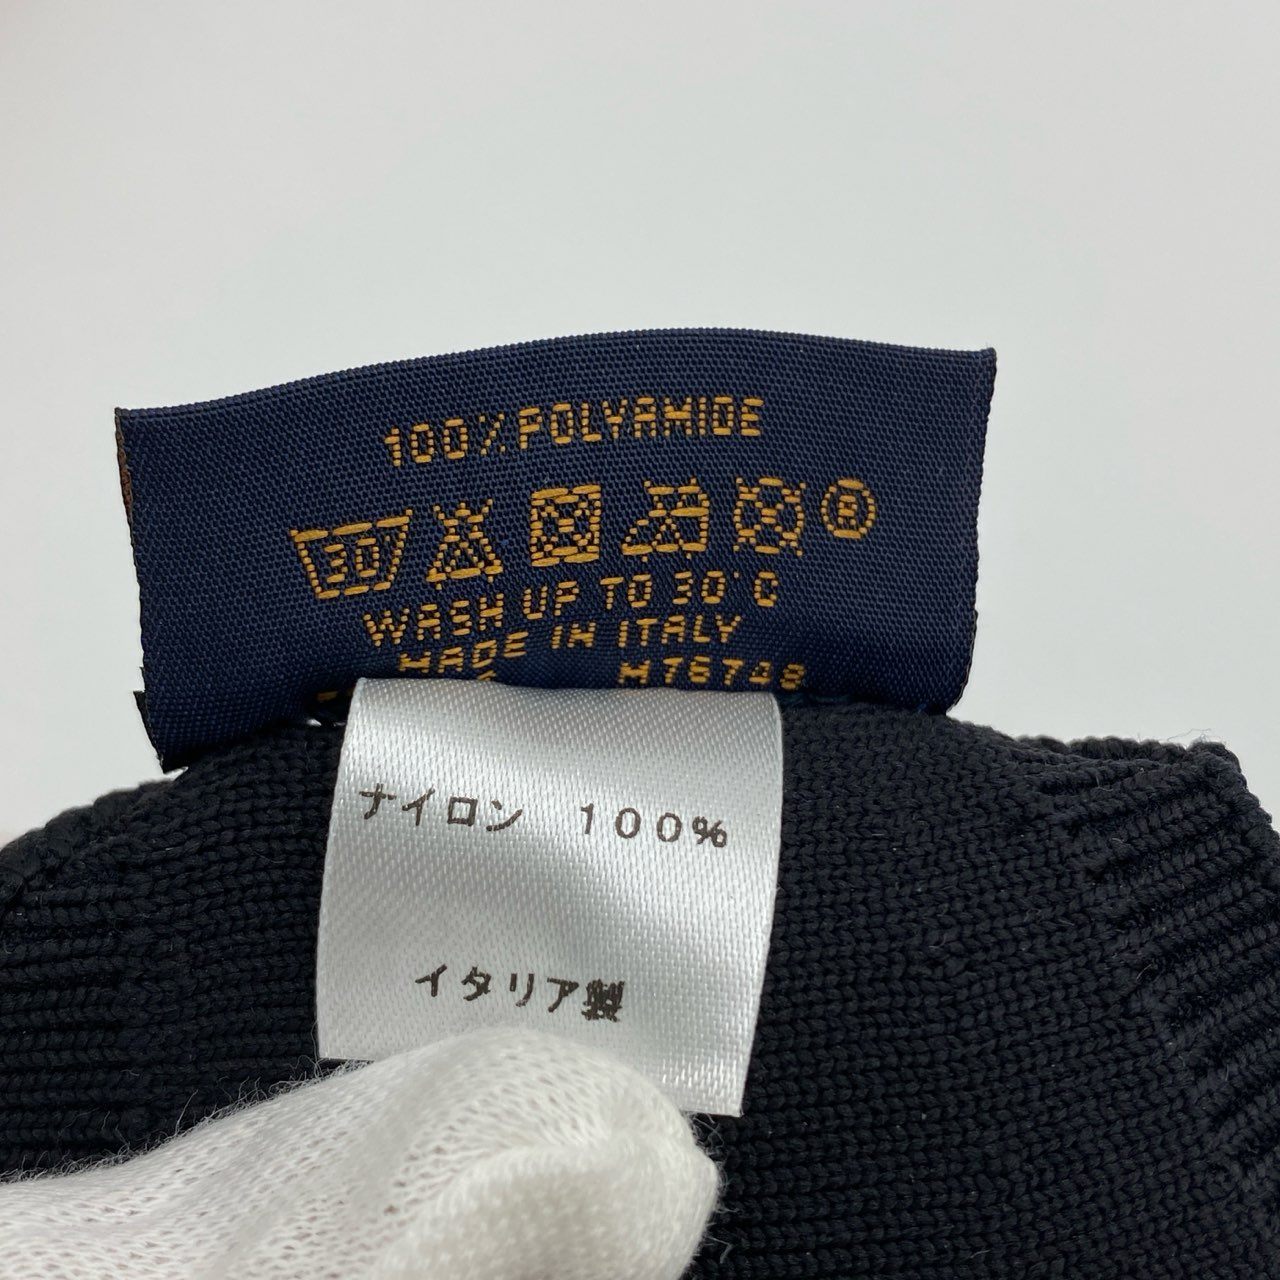 100% POLYAMIDE
30 ®
WASH UP TO 30°C
MADE IN ITALY
M76748
ナイロン 100%
イタリア製